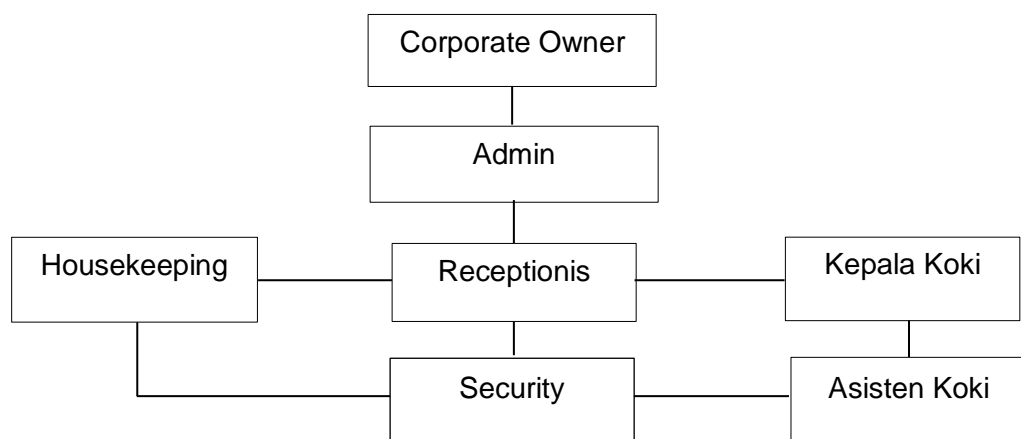 Corporate Owner
Admin
Housekeeping
Receptionis
Kepala Koki
Security
Asisten Koki